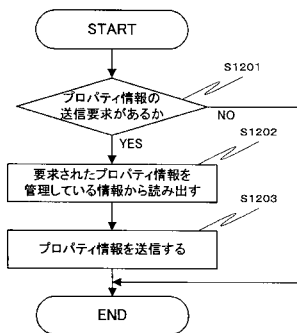 START
S1201
プロパティ情報の
送信要求があるか
NO
YES
S1202
要求されたプロパティ情報を
管理している情報から読み出す
S1203
プロパティ情報を送信する
END